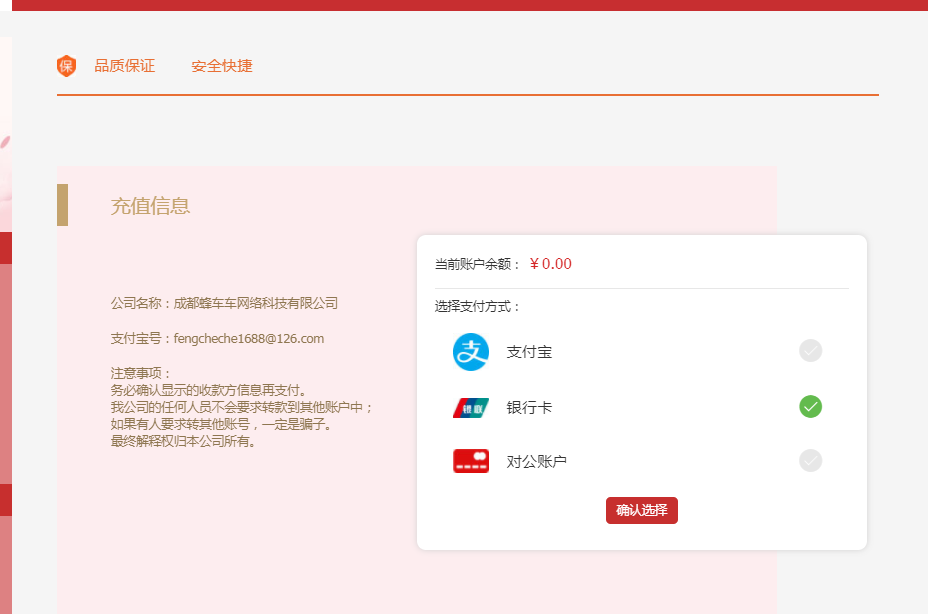 保 品质保证 安全快捷
充值信息
公司名称：成都蜂车车网络科技有限公司
支付宝号：fengcheche1688@126.com
注意事项：
务必确认显示的收款方信息再支付。
我公司的任何人员不会要求转款到其他账户中；
如果有人要求转其他账号，一定是骗子。
最终解释权归本公司所有。
当前账户余额： ￥0.00
选择支付方式：
支 支付宝
银联 银行卡
对公账户
确认选择